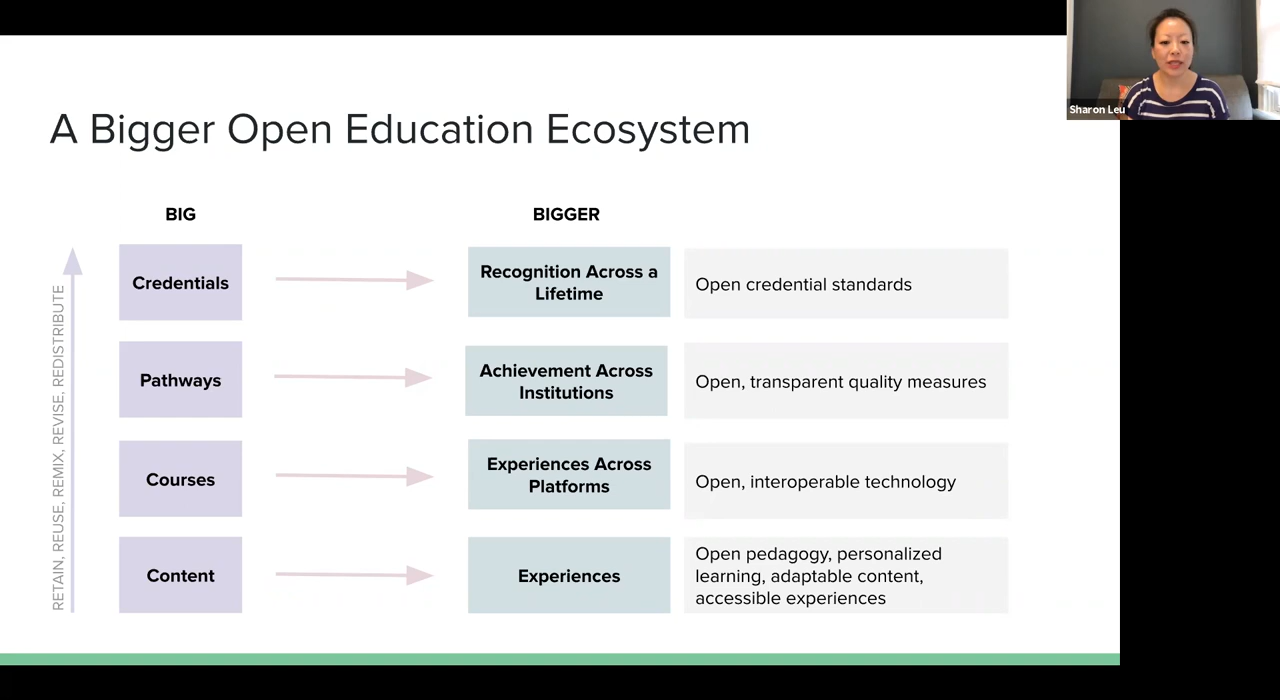 Sharon Leu
A Bigger Open Education Ecosystem
BIG
BIGGER
RETAIN, REUSE, REMIX, REVISE, REDISTRIBUTE
Credentials
Recognition Across a
Lifetime
Open credential standards
Pathways
Achievement Across
Institutions
Open, transparent quality measures
Courses
Experiences Across
Platforms
Open, interoperable technology
Content
Experiences
Open pedagogy, personalized
learning, adaptable content,
accessible experiences